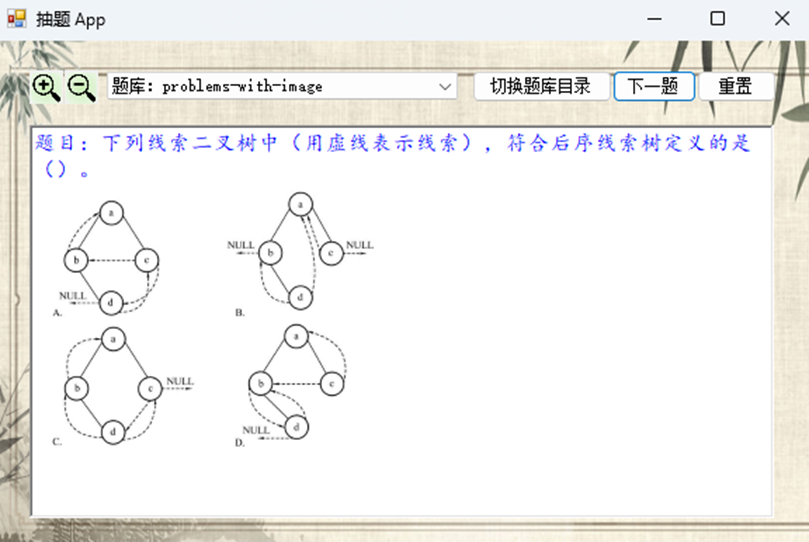 抽题 App
题库：problems-with-image
切换题库目录
下一题
重置
题目：下列线索二叉树中（用虚线表示线索），符合后序线索树定义的是
（）。
a
b
c
d
NULL
A.
a
NULL
b
c
NULL
d
B.
a
b
c
NULL
d
C.
a
b
c
NULL
d
D.